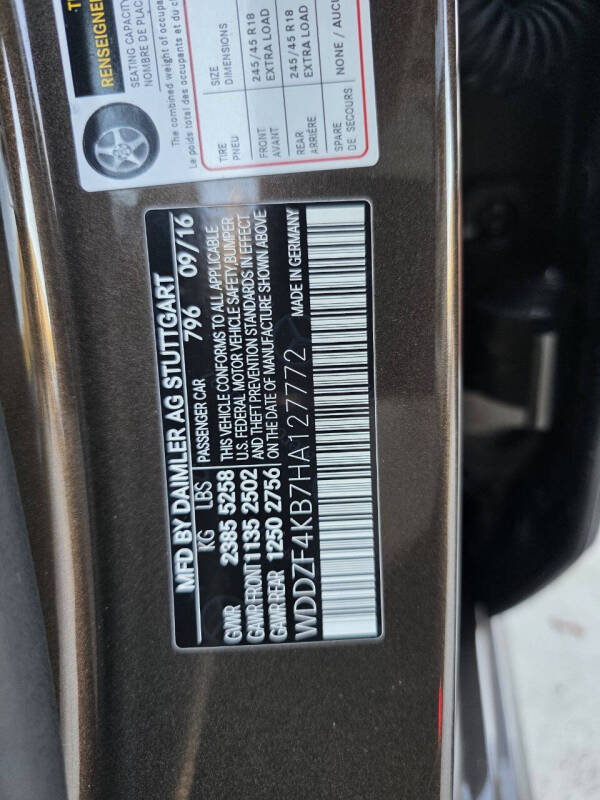 RENSEIGNE
SEATING CAPACITY
NOMBRE DE PLAC
The combined weight of occupa
Le poids total des occupants et du c
TIRE
PNEU
SIZE
DIMENSIONS
FRONT
AVANT
245/45 R18
EXTRA LOAD
REAR
ARRIÈRE
245/45 R18
EXTRA LOAD
SPARE
DE SECOURS
NONE / AUCU
MFD BY DAIMLER AG STUTTGART
KG LBS PASSENGER CAR 796 09/16
GVWR 2385 5258 THIS VEHICLE CONFORMS TO ALL APPLICABLE
U.S. FEDERAL MOTOR VEHICLE SAFETY, BUMPER
GAWR FRONT 1135 2502 AND THEFT PREVENTION STANDARDS IN EFFECT
GAWR REAR 1250 2756 ON THE DATE OF MANUFACTURE SHOWN ABOVE
WDDZF4KB7HA127772 MADE IN GERMANY